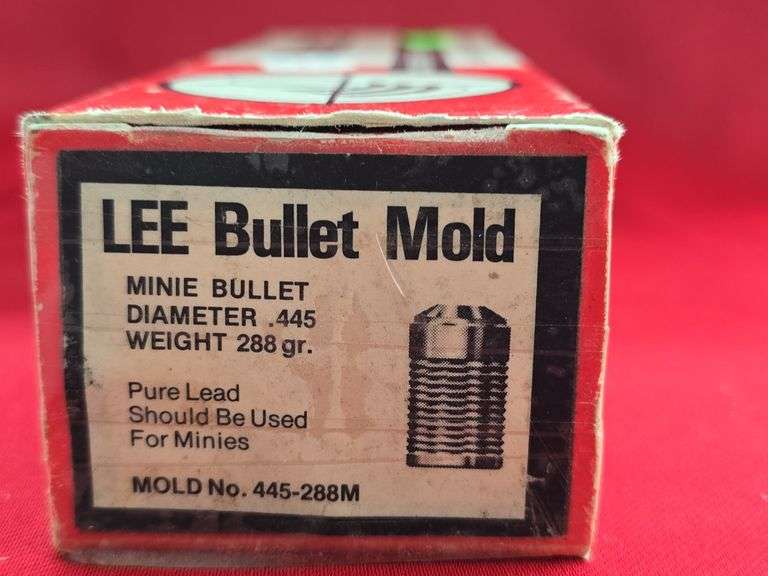 LEE Bullet Mold
MINIE BULLET
DIAMETER .445
WEIGHT 288 gr.
Pure Lead
Should Be Used
For Minies
MOLD No. 445-288M